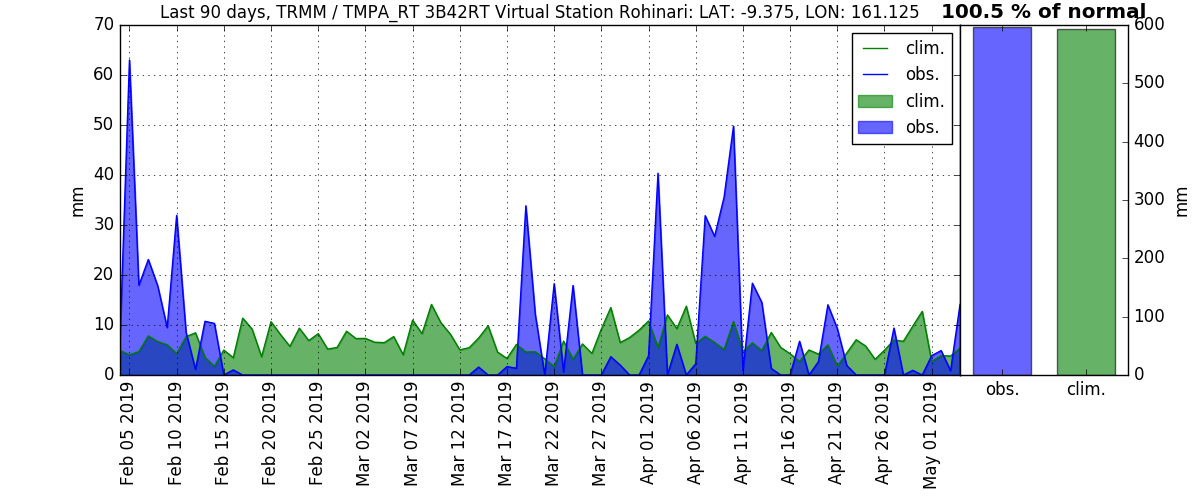 Last 90 days, TRMM / TMPA_RT 3B42RT Virtual Station Rohinari: LAT: -9.375, LON: 161.125
100.5 % of normal
70
60
50
40
30
20
10
0
mm
clim.
obs.
clim.
obs.
Feb 05 2019
Feb 10 2019
Feb 15 2019
Feb 20 2019
Feb 25 2019
Mar 02 2019
Mar 07 2019
Mar 12 2019
Mar 17 2019
Mar 22 2019
Mar 27 2019
Apr 01 2019
Apr 06 2019
Apr 11 2019
Apr 16 2019
Apr 21 2019
Apr 26 2019
May 01 2019
600
500
400
300
200
100
0
mm
obs.
clim.